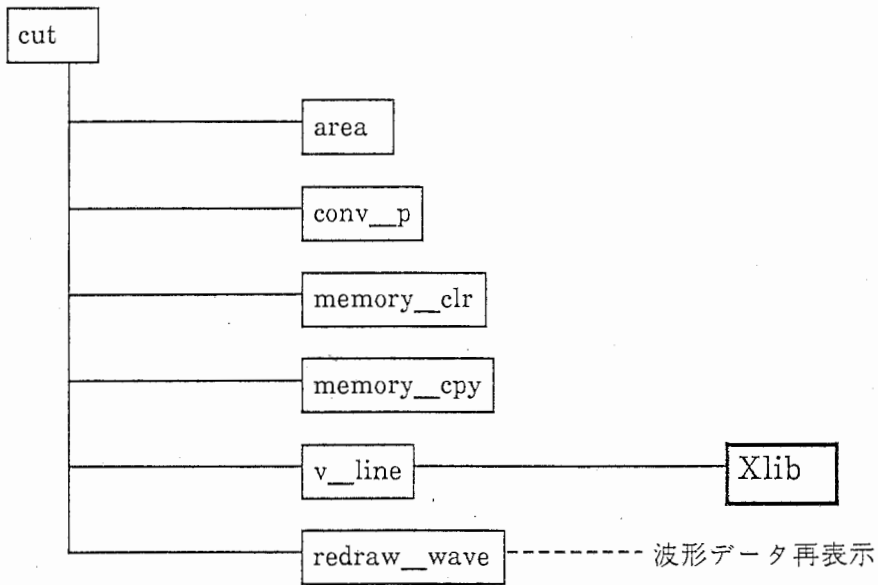 cut
area
conv__p
memory__clr
memory__cpy
v__line
Xlib
redraw__wave
波形データ再表示